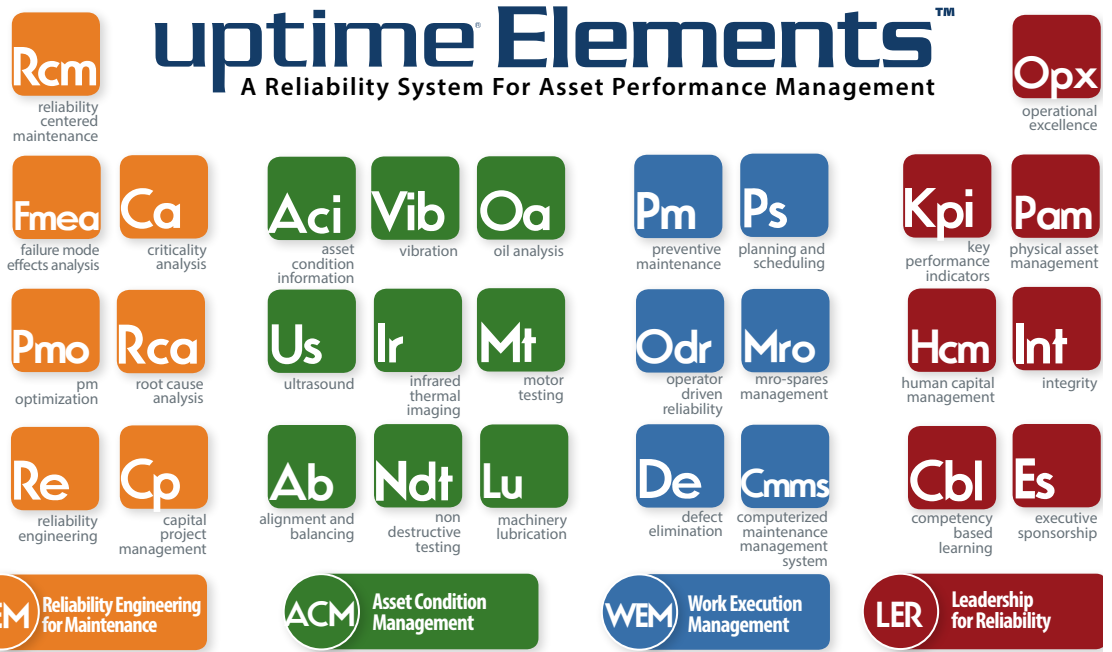 uptime® Elements™
A Reliability System For Asset Performance Management
Rcm
reliability
centered
maintenance
Opx
operational
excellence
Fmea
failure mode
effects analysis
Ca
criticality
analysis
Aci
asset
condition
information
Vib
vibration
Oa
oil analysis
Pm
preventive
maintenance
Ps
planning and
scheduling
Kpi
key
performance
indicators
Pam
physical asset
management
Pmo
pm
optimization
Rca
root cause
analysis
Us
ultrasound
Ir
infrared
thermal
imaging
Mt
motor
testing
Odr
operator
driven
reliability
Mro
mro-spares
management
Hcm
human capital
management
Int
integrity
Re
reliability
engineering
Cp
capital
project
management
Ab
alignment and
balancing
Ndt
non
destructive
testing
Lu
machinery
lubrication
De
defect
elimination
Cmms
computerized
maintenance
management
system
Cbl
competency
based
learning
Es
executive
sponsorship
EM
Reliability Engineering
for Maintenance
ACM
Asset Condition
Management
WEM
Work Execution
Management
LER
Leadership
for Reliability